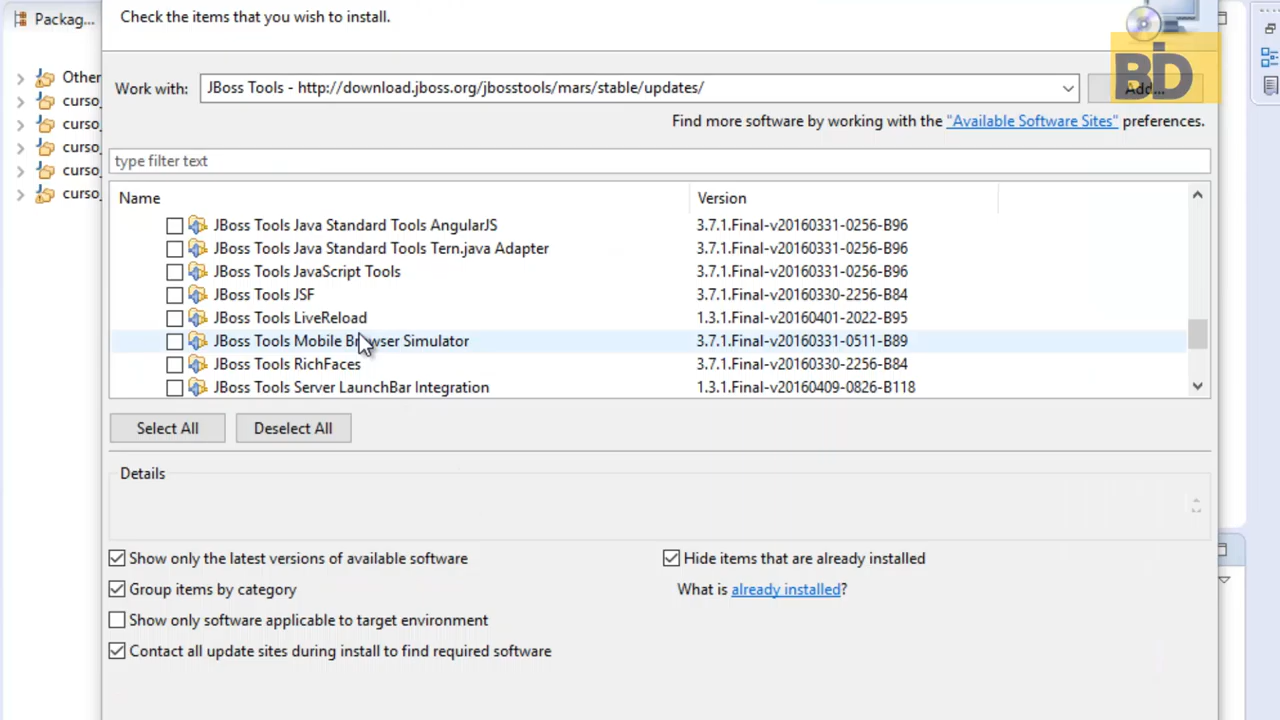 Packag...
Check the items that you wish to install.
BD
Other
curso_
curso_
curso_
curso_
curso_
Work with:
JBoss Tools - http://download.jboss.org/jbosstools/mars/stable/updates/
Add...
Find more software by working with the "Available Software Sites" preferences.
type filter text
Name Version
JBoss Tools Java Standard Tools AngularJS 3.7.1.Final-v20160331-0256-B96
JBoss Tools Java Standard Tools Tern.java Adapter 3.7.1.Final-v20160331-0256-B96
JBoss Tools JavaScript Tools 3.7.1.Final-v20160331-0256-B96
JBoss Tools JSF 3.7.1.Final-v20160330-2256-B84
JBoss Tools LiveReload 1.3.1.Final-v20160401-2022-B95
JBoss Tools Mobile Browser Simulator 3.7.1.Final-v20160331-0511-B89
JBoss Tools RichFaces 3.7.1.Final-v20160330-2256-B84
JBoss Tools Server LaunchBar Integration 1.3.1.Final-v20160409-0826-B118
Select All Deselect All
Details
Show only the latest versions of available software
Hide items that are already installed
Group items by category
What is already installed?
Show only software applicable to target environment
Contact all update sites during install to find required software